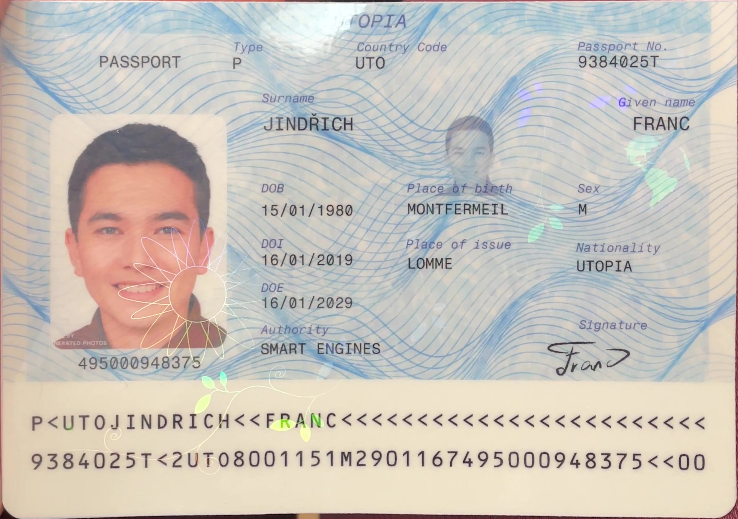 UTOPIA
PASSPORT
Type
P
Country Code
UTO
Passport No.
9384025T
Surname
JINDŘICH
Given name
FRANC
DOB
15/01/1980
Place of birth
MONTFERMEIL
Sex
M
DOI
16/01/2019
Place of issue
LOMME
Nationality
UTOPIA
DOE
16/01/2029
Authority
SMART ENGINES
Signature
Franc
495000948375
P<UTOJINDRICH<<FRANC<<<<<<<<<<<<<<<<<<<<<<<<
9384025T<2UTO8001151M2901167495000948375<<00